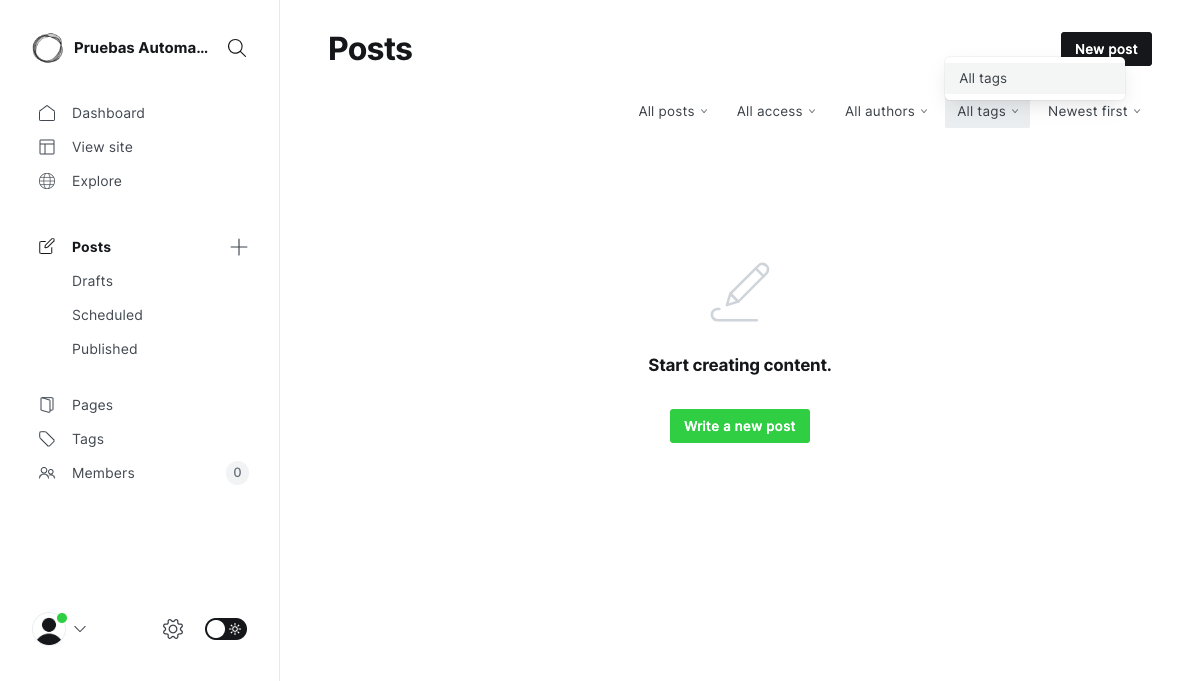 Pruebas Automa...
Dashboard
View site
Explore
Posts
Drafts
Scheduled
Published
Pages
Tags
Members
0
Posts
New post
All tags
All posts
All access
All authors
All tags
Newest first
Start creating content.
Write a new post